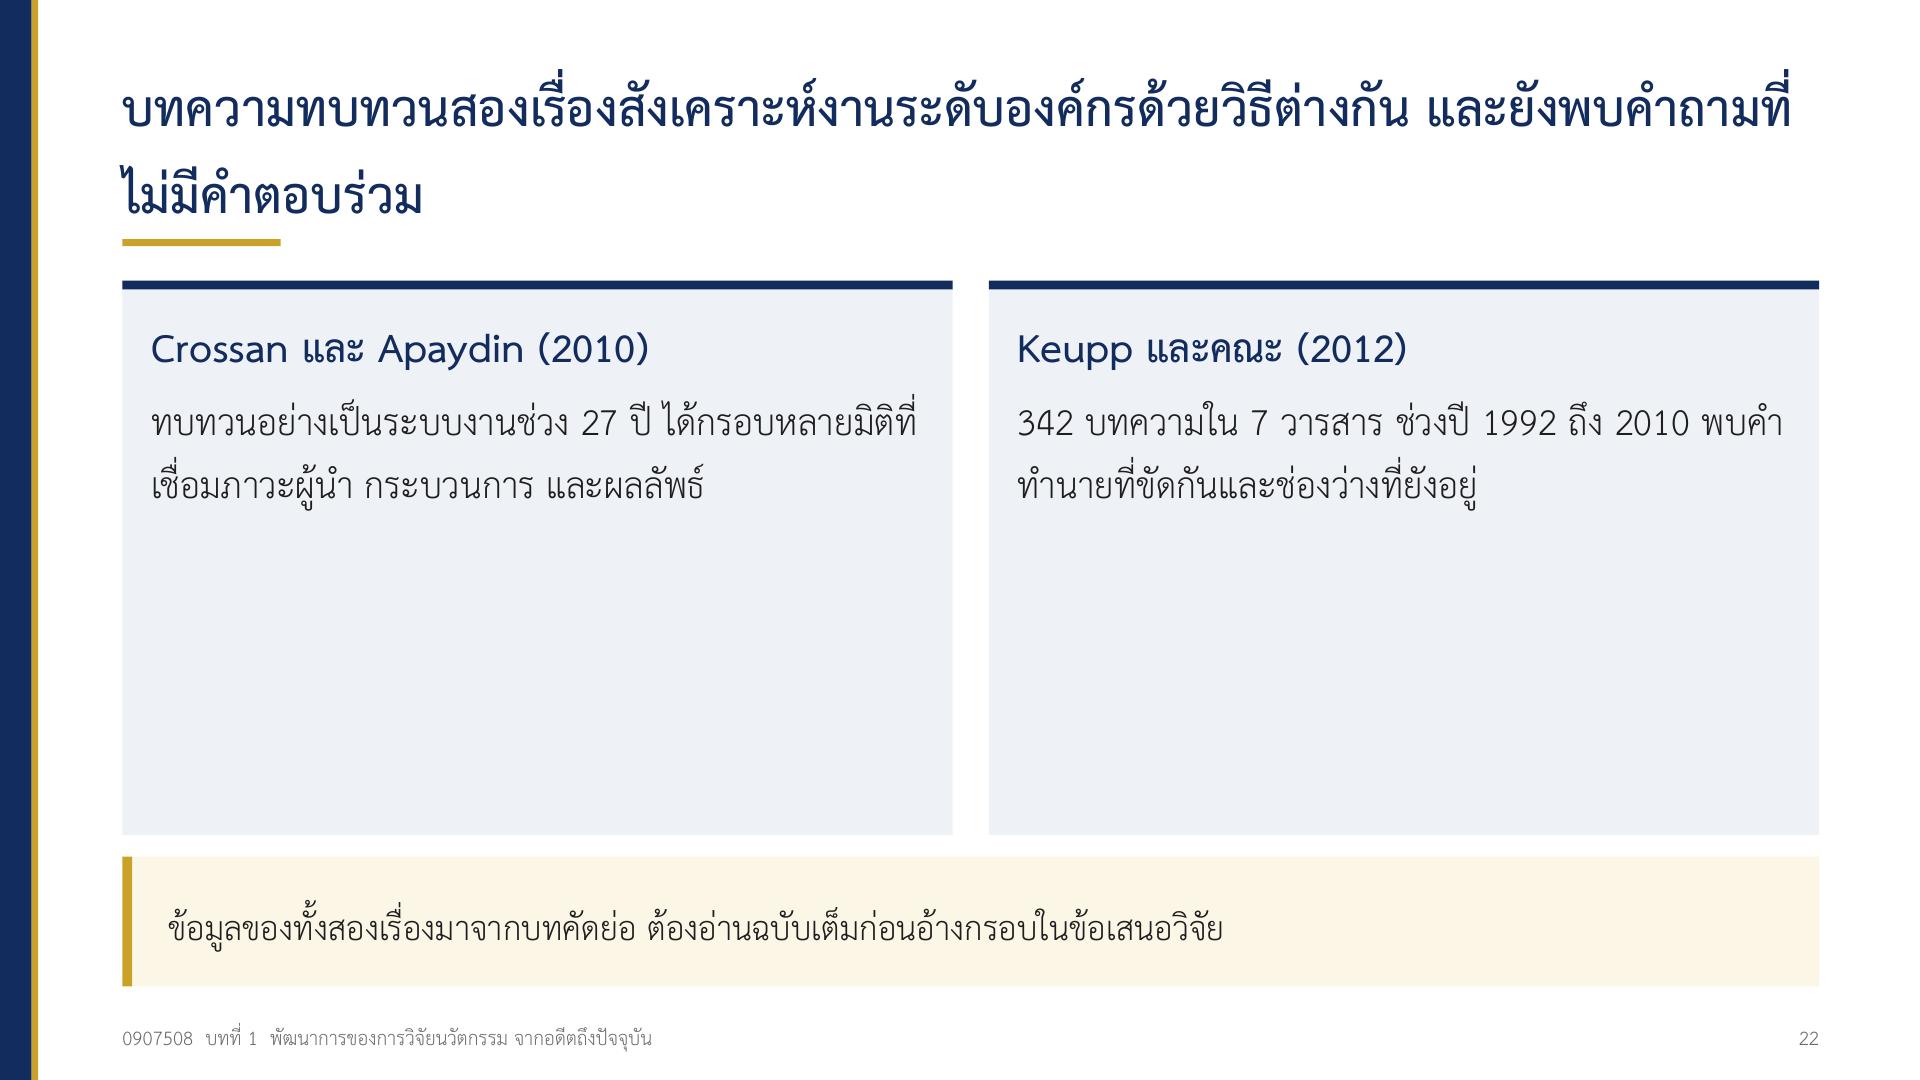 บทความทบทวนสองเรื่องสังเคราะห์งานระดับองค์กรด้วยวิธีต่างกัน และยังพบคำถามที่
ไม่มีคำตอบร่วม
Crossan และ Apaydin (2010)
ทบทวนอย่างเป็นระบบงานช่วง 27 ปี ได้กรอบหลายมิติที่
เชื่อมภาวะผู้นำ กระบวนการ และผลลัพธ์
Keupp และคณะ (2012)
342 บทความใน 7 วารสาร ช่วงปี 1992 ถึง 2010 พบคำ
ทำนายที่ขัดกันและช่องว่างที่ยังอยู่
ข้อมูลของทั้งสองเรื่องมาจากบทคัดย่อ ต้องอ่านฉบับเต็มก่อนอ้างกรอบในข้อเสนอวิจัย
0907508 บทที่ 1 พัฒนาการของการวิจัยนวัตกรรม จากอดีตถึงปัจจุบัน
22